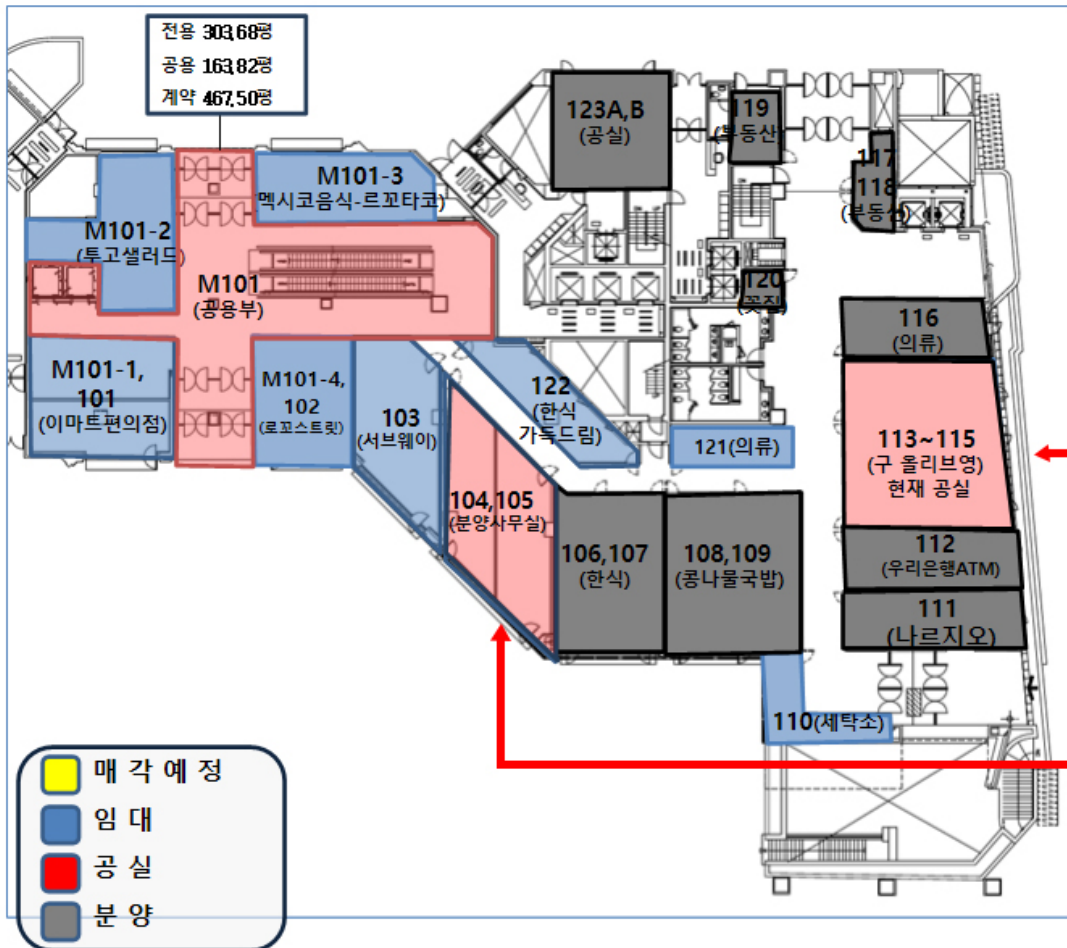 전용 303,68평
공용 163,82평
계약 467,50평
123A,B
(공실)
119
(부동산)
117
118
(부동산)
M101-3
멕시코음식-르꼬타코)
M101-2
(투고샐러드)
M101
(공용부)
120
(꽃집)
116
(의류)
M101-1,
101
(이마트편의점)
M101-4,
102
(로꼬스트릿)
103
(서브웨이)
122
(한식
가득드림)
121(의류)
113~115
(구 올리브영)
현재 공실
104,105
(분양사무실)
106,107
(한식)
108,109
(콩나물국밥)
112
(우리은행ATM)
111
(나르지오)
110(세탁소)
매 각 예 정
임 대
공 실
분 양